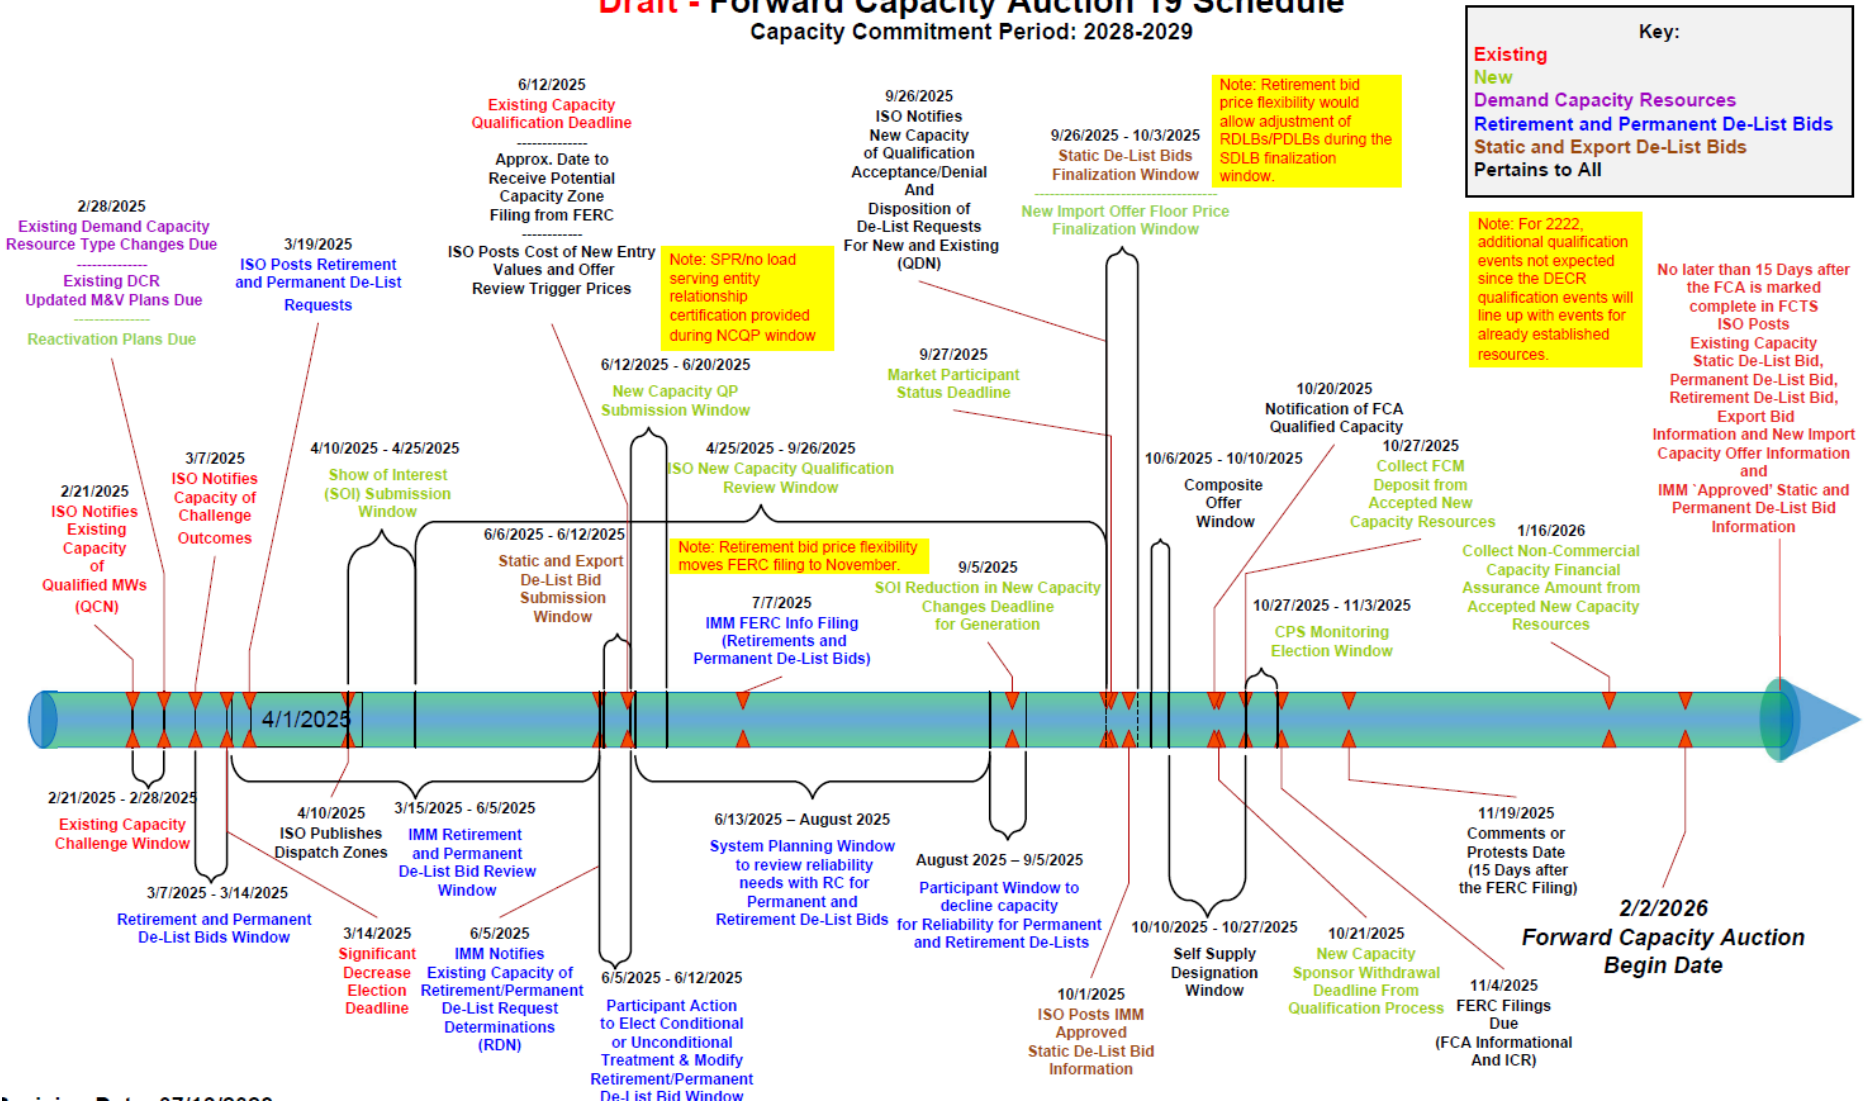 Draft - Forward Capacity Auction 19 Schedule
Capacity Commitment Period: 2028-2029
Key:
Existing
New
Demand Capacity Resources
Retirement and Permanent De-List Bids
Static and Export De-List Bids
Pertains to All
2/28/2025
Existing Demand Capacity
Resource Type Changes Due
--------------
Existing DCR
Updated M&V Plans Due
---------------
Reactivation Plans Due
3/19/2025
ISO Posts Retirement
and Permanent De-List
Requests
6/12/2025
Existing Capacity
Qualification Deadline
--------------
Approx. Date to
Receive Potential
Capacity Zone
Filing from FERC
------------
ISO Posts Cost of New Entry
Values and Offer
Review Trigger Prices
Note: SPR/no load
serving entity
relationship
certification provided
during NCQP window
9/26/2025
ISO Notifies
New Capacity
of Qualification
Acceptance/Denial
And
Disposition of
De-List Requests
For New and Existing
(QDN)
9/26/2025 - 10/3/2025
Static De-List Bids
Finalization Window
------------------------------------
New Import Offer Floor Price
Finalization Window
Note: Retirement bid
price flexibility would
allow adjustment of
RDLBs/PDLBs during the
SDLB finalization
window.
Note: For 2222,
additional qualification
events not expected
since the DECR
qualification events will
line up with events for
already established
resources.
No later than 15 Days after
the FCA is marked
complete in FCTS
ISO Posts
Existing Capacity
Static De-List Bid,
Permanent De-List Bid,
Retirement De-List Bid,
Export Bid
Information and New Import
Capacity Offer Information
and
IMM `Approved' Static and
Permanent De-List Bid
Information
2/21/2025
ISO Notifies
Existing
Capacity
of
Qualified MWs
(QCN)
3/7/2025
ISO Notifies
Capacity of
Challenge
Outcomes
4/10/2025 - 4/25/2025
Show of Interest
(SOI) Submission
Window
6/12/2025 - 6/20/2025
New Capacity QP
Submission Window
4/25/2025 - 9/26/2025
ISO New Capacity Qualification
Review Window
6/6/2025 - 6/12/2025
Static and Export
De-List Bid
Submission
Window
Note: Retirement bid price flexibility
moves FERC filing to November.
7/7/2025
IMM FERC Info Filing
(Retirements and
Permanent De-List Bids)
9/27/2025
Market Participant
Status Deadline
9/5/2025
SOI Reduction in New Capacity
Changes Deadline
for Generation
10/6/2025 - 10/10/2025
Composite
Offer
Window
10/20/2025
Notification of FCA
Qualified Capacity
10/27/2025
Collect FCM
Deposit from
Accepted New
Capacity Resources
10/27/2025 - 11/3/2025
CPS Monitoring
Election Window
1/16/2026
Collect Non-Commercial
Capacity Financial
Assurance Amount from
Accepted New Capacity
Resources
4/1/2025
2/21/2025 - 2/28/2025
Existing Capacity
Challenge Window
3/7/2025 - 3/14/2025
Retirement and Permanent
De-List Bids Window
4/10/2025
ISO Publishes
Dispatch Zones
3/14/2025
Significant
Decrease
Election
Deadline
3/15/2025 - 6/5/2025
IMM Retirement
and Permanent
De-List Bid Review
Window
6/5/2025
IMM Notifies
Existing Capacity of
Retirement/Permanent
De-List Request
Determinations
(RDN)
6/5/2025 - 6/12/2025
Participant Action
to Elect Conditional
or Unconditional
Treatment & Modify
Retirement/Permanent
De-List Bid Window
6/13/2025 – August 2025
System Planning Window
to review reliability
needs with RC for
Permanent and
Retirement De-List Bids
August 2025 – 9/5/2025
Participant Window to
decline capacity
for Reliability for Permanent
and Retirement De-Lists
10/1/2025
ISO Posts IMM
Approved
Static De-List Bid
Information
10/10/2025 - 10/27/2025
Self Supply
Designation
Window
10/21/2025
New Capacity
Sponsor Withdrawal
Deadline From
Qualification Process
11/4/2025
FERC Filings
Due
(FCA Informational
And ICR)
11/19/2025
Comments or
Protests Date
(15 Days after
the FERC Filing)
2/2/2026
Forward Capacity Auction
Begin Date